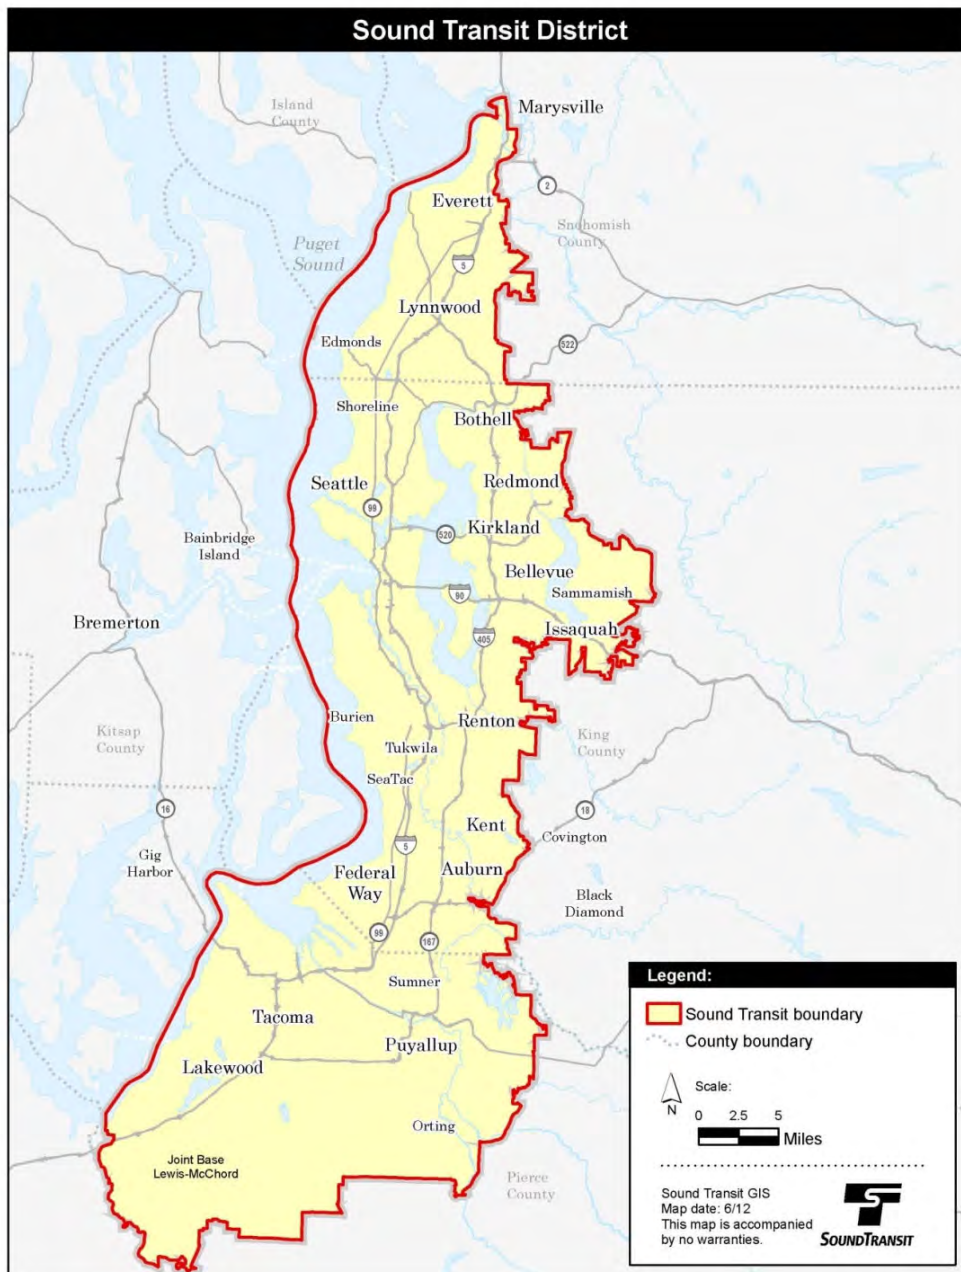 Sound Transit District
Island
County
Marysville
2
Everett
Snohomish
County
Puget
Sound
5
Lynnwood
Edmonds
522
Shoreline
Bothell
Seattle
Redmond
99
Kirkland
520
Bainbridge
Island
Bellevue
90
Sammamish
Bremerton
Issaquah
405
Burien
Renton
Kitsap
County
King
County
Tukwila
SeaTac
16
18
Kent
Covington
5
Gig
Harbor
Federal
Way
Auburn
Black
Diamond
99
167
Sumner
Tacoma
Puyallup
Lakewood
Orting
Joint Base
Lewis-McChord
Pierce
County
Legend:
Sound Transit boundary
County boundary
N
Scale:
0 2.5 5
Miles
Sound Transit GIS
Map date: 6/12
This map is accompanied
by no warranties.
SOUNDTRANSIT